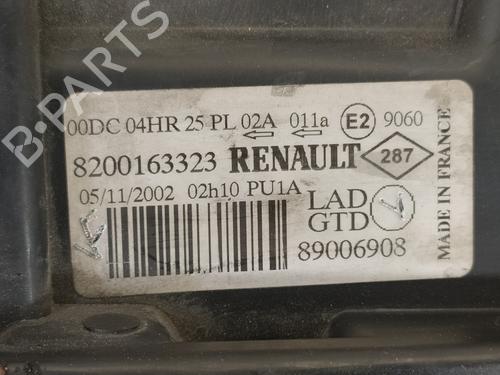 00DC 04HR 25 PL 02A 011a E2 9060
8200163323 RENAULT 287
05/11/2002 02h10 PU1A
LAD
GTD
89006908
MADE IN FRANCE
B-PARTS